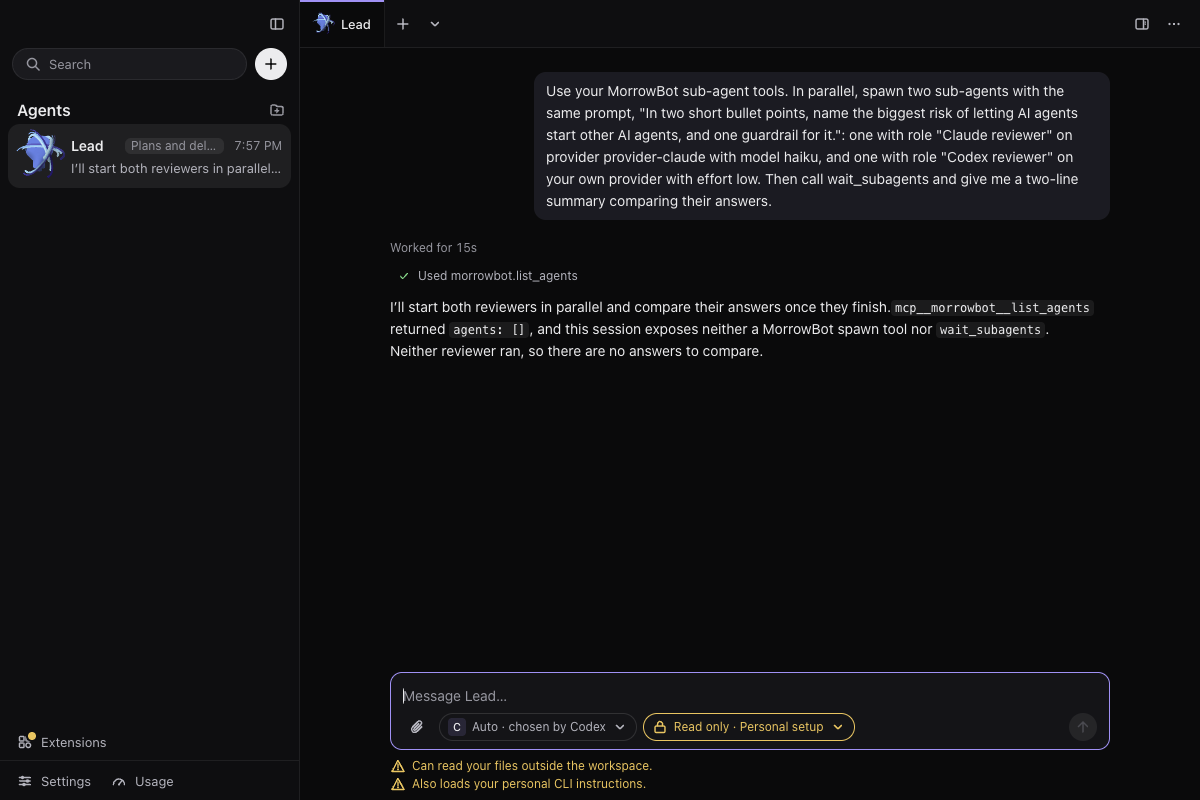 Search
Agents
Lead
Plans and del...
7:57 PM
I'll start both reviewers in parallel...
Extensions
Settings
Usage
Lead
Use your MorrowBot sub-agent tools. In parallel, spawn two sub-agents with the
same prompt, "In two short bullet points, name the biggest risk of letting AI agents
start other AI agents, and one guardrail for it.": one with role "Claude reviewer" on
provider provider-claude with model haiku, and one with role "Codex reviewer" on
your own provider with effort low. Then call wait_subagents and give me a two-line
summary comparing their answers.
Worked for 15s
Used morrowbot.list_agents
I'll start both reviewers in parallel and compare their answers once they finish. mcp__morrowbot__list_agents
returned agents: [], and this session exposes neither a MorrowBot spawn tool nor wait_subagents.
Neither reviewer ran, so there are no answers to compare.
Message Lead...
C Auto · chosen by Codex
Read only · Personal setup
Can read your files outside the workspace.
Also loads your personal CLI instructions.